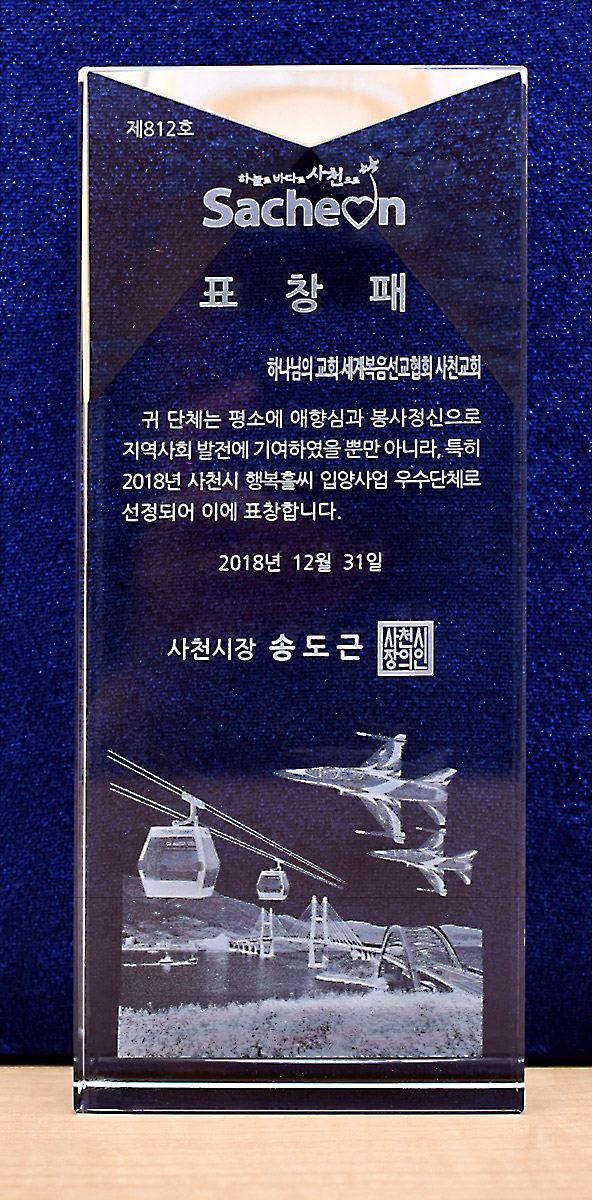 제812호
하늘로 바다로 사천으로
Sacheon
표 창 패
하나님의 교회 세계복음선교협회 사천교회
귀 단체는 평소에 애향심과 봉사정신으로
지역사회 발전에 기여하였을 뿐만 아니라, 특히
2018년 사천시 행복홀씨 입양사업 우수단체로
선정되어 이에 표창합니다.
2018년 12월 31일
사천시장 송도근
사천시
장의인